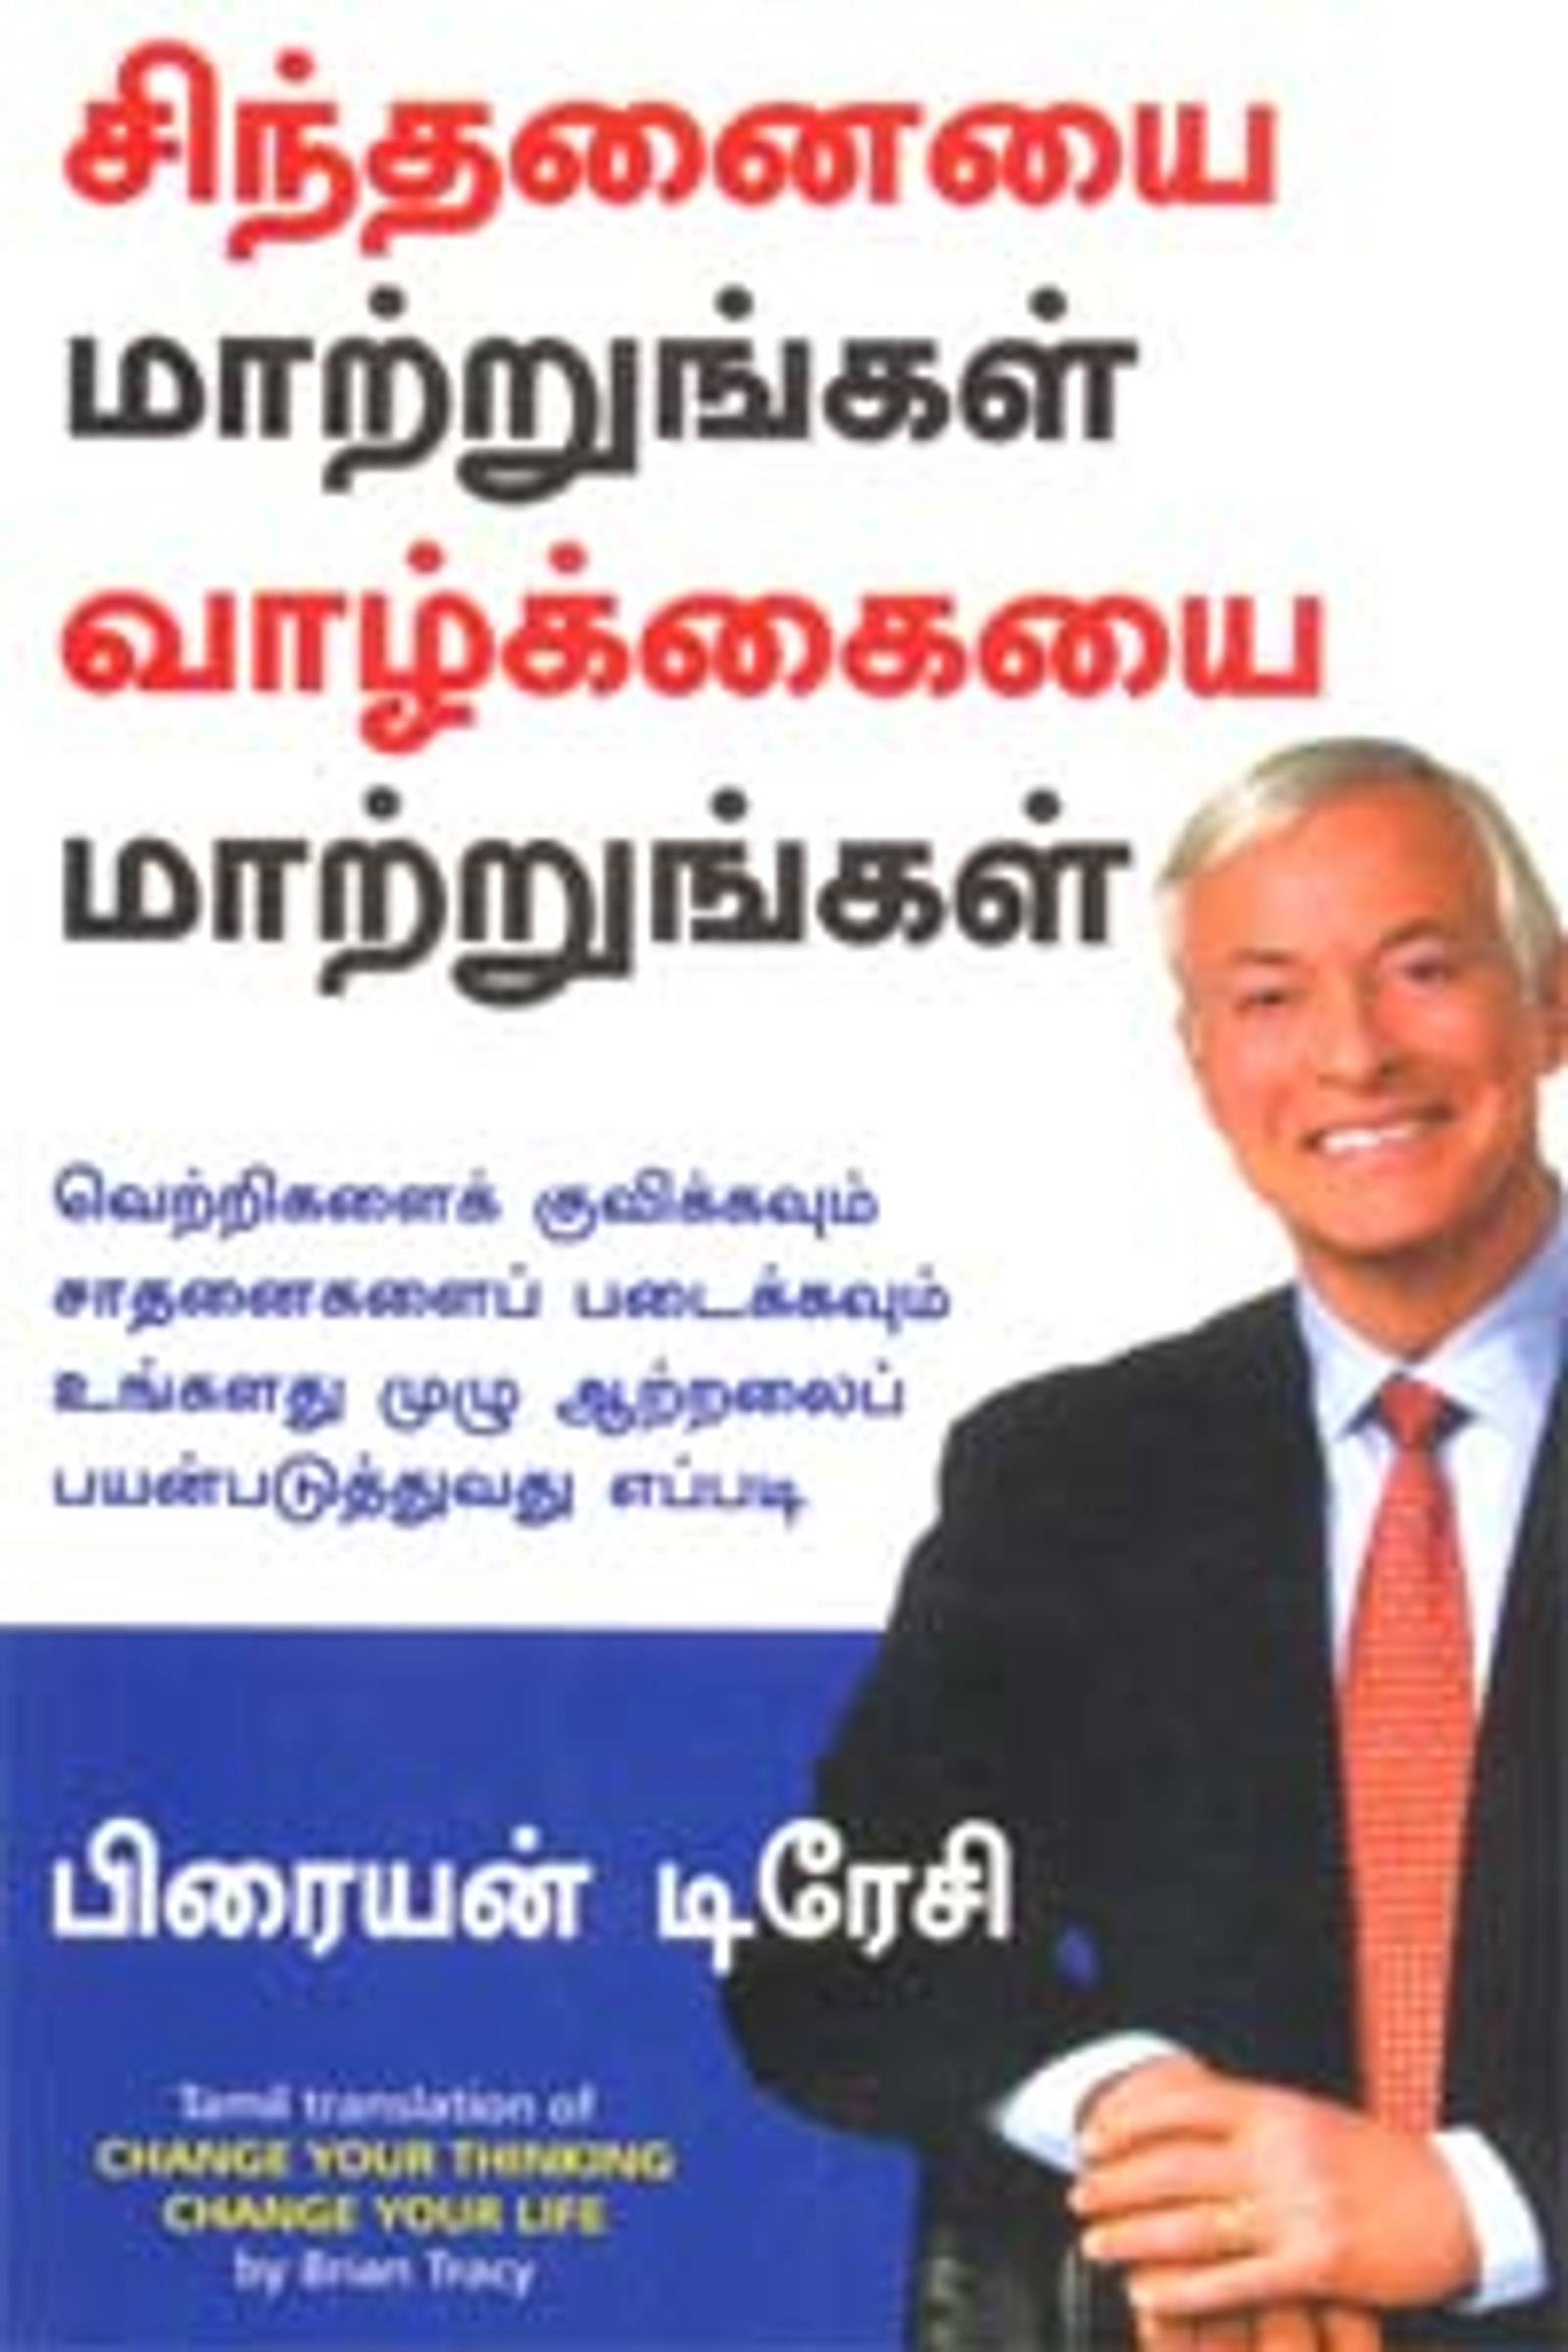 சிந்தனையை
மாற்றுங்கள்
வாழ்க்கையை
மாற்றுங்கள்
வெற்றிகளைக் குவிக்கவும்
சாதனைகளைப் படைக்கவும்
உங்களது முழு ஆற்றலைப்
பயன்படுத்துவது எப்படி
பிரையன் டிரேசி
Tamil translation of
CHANGE YOUR THINKING
CHANGE YOUR LIFE
by Brian Tracy